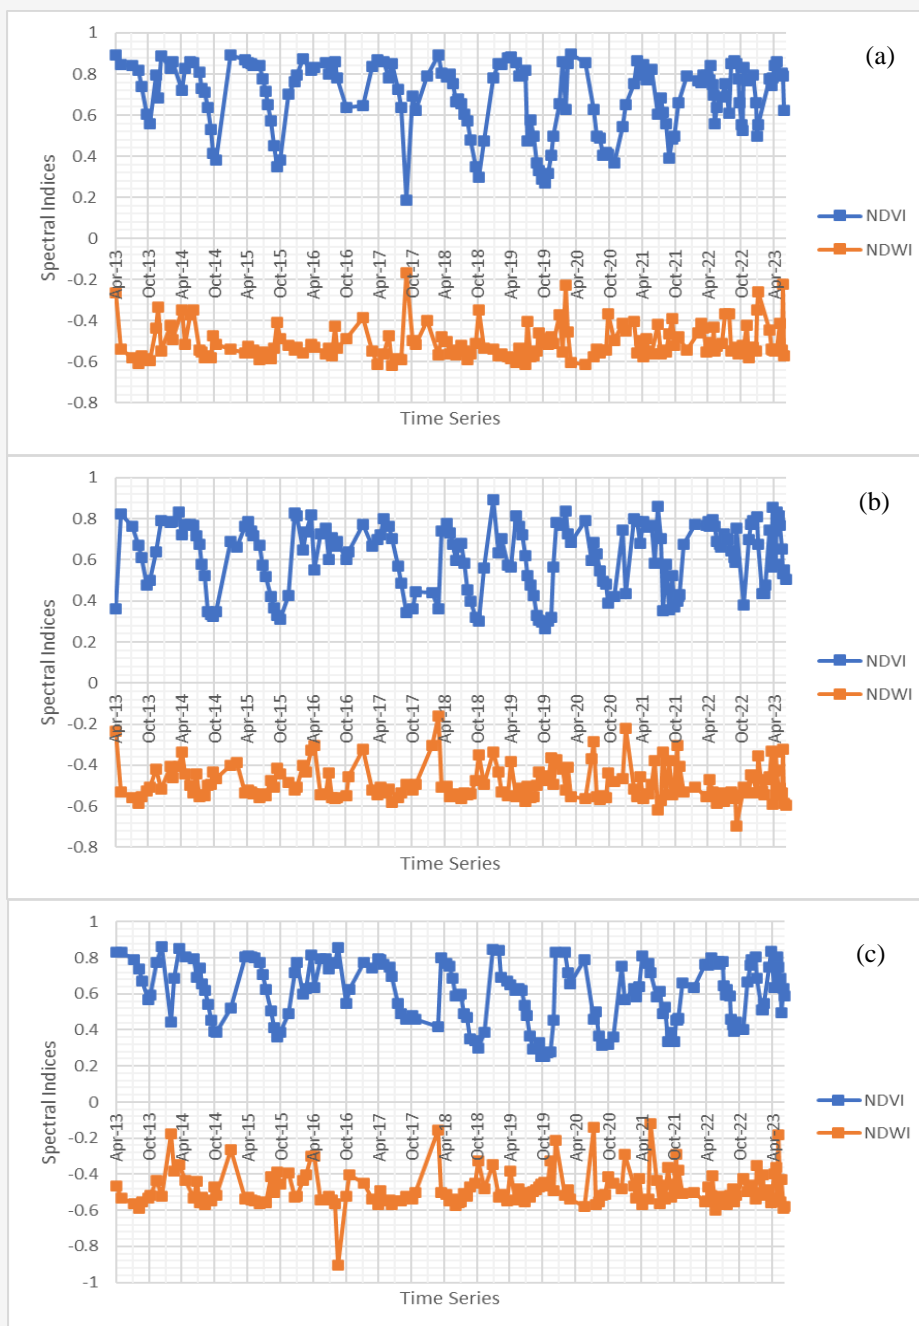 (a)
1
0.8
0.6
0.4
0.2
0
-0.2
-0.4
-0.6
-0.8
Spectral Indices
Apr-13
Oct-13
Apr-14
Oct-14
Apr-15
Oct-15
Apr-16
Oct-16
Apr-17
Oct-17
Apr-18
Oct-18
Apr-19
Oct-19
Apr-20
Oct-20
Apr-21
Oct-21
Apr-22
Oct-22
Apr-23
Time Series
NDVI
NDWI
(b)
1
0.8
0.6
0.4
0.2
0
-0.2
-0.4
-0.6
-0.8
Spectral Indices
Apr-13
Oct-13
Apr-14
Oct-14
Apr-15
Oct-15
Apr-16
Oct-16
Apr-17
Oct-17
Apr-18
Oct-18
Apr-19
Oct-19
Apr-20
Oct-20
Apr-21
Oct-21
Apr-22
Oct-22
Apr-23
Time Series
NDVI
NDWI
(c)
1
0.8
0.6
0.4
0.2
0
-0.2
-0.4
-0.6
-0.8
-1
Spectral Indices
Apr-13
Oct-13
Apr-14
Oct-14
Apr-15
Oct-15
Apr-16
Oct-16
Apr-17
Oct-17
Apr-18
Oct-18
Apr-19
Oct-19
Apr-20
Oct-20
Apr-21
Oct-21
Apr-22
Oct-22
Apr-23
Time Series
NDVI
NDWI